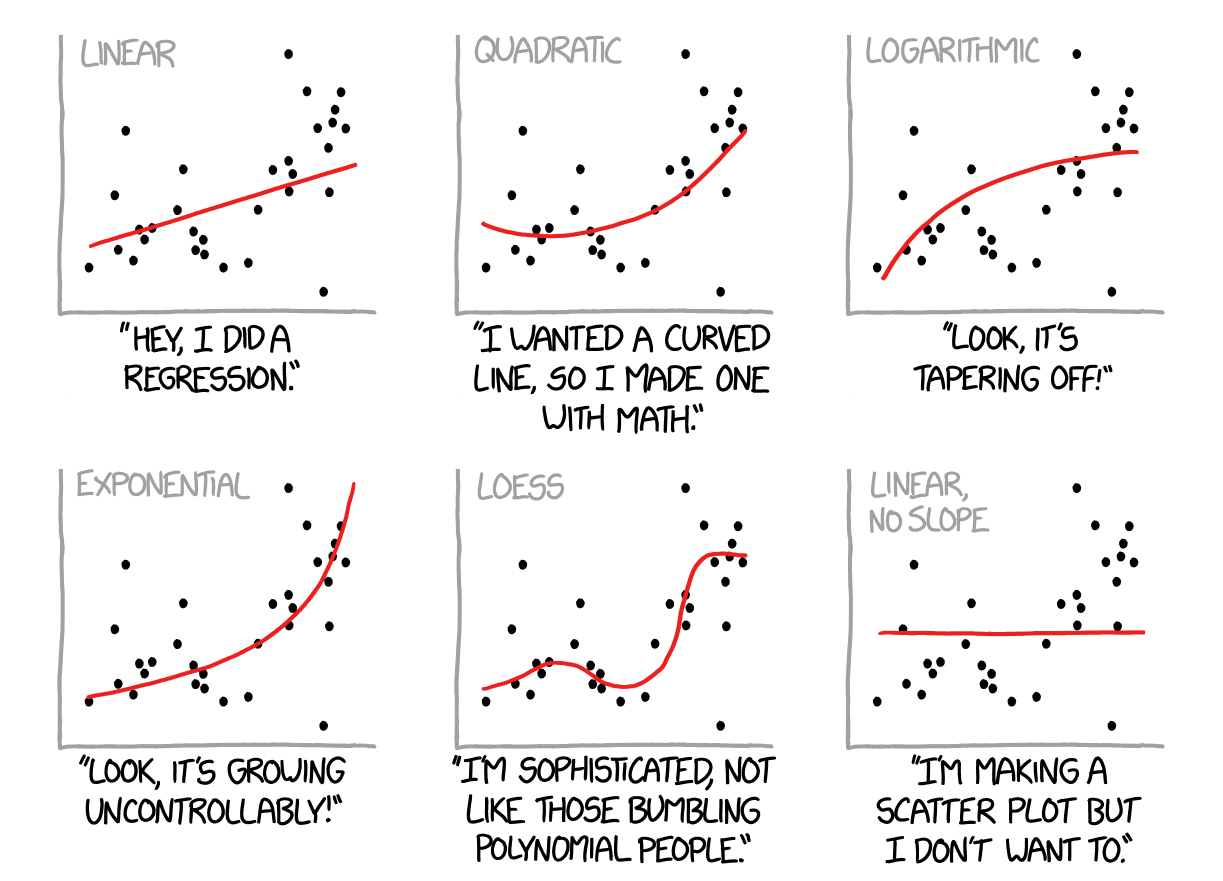 LINEAR
"HEY, I DID A
REGRESSION."
QUADRATIC
"I WANTED A CURVED
LINE, SO I MADE ONE
WITH MATH."
LOGARITHMIC
"LOOK, IT'S
TAPERING OFF!"
EXPONENTIAL
"LOOK, IT'S GROWING
UNCONTROLLABLY!"
LOESS
"I'M SOPHISTICATED, NOT
LIKE THOSE BUMBLING
POLYNOMIAL PEOPLE."
LINEAR,
NO SLOPE
"I'M MAKING A
SCATTER PLOT BUT
I DON'T WANT TO."